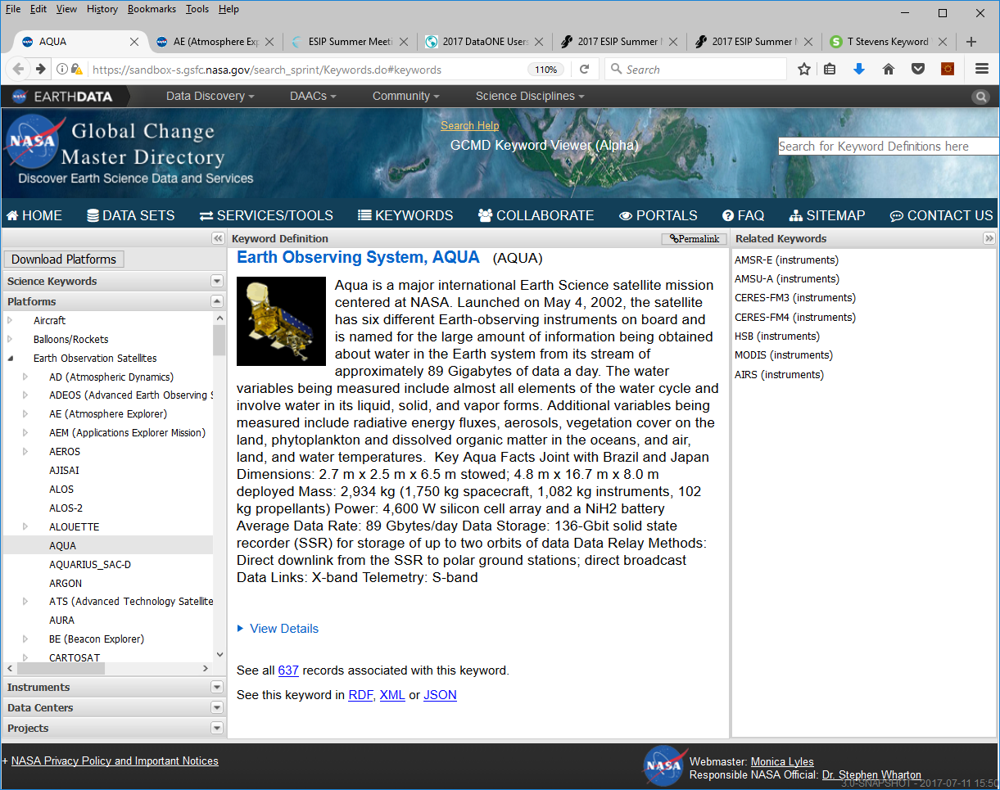 File Edit View History Bookmarks Tools Help
AQUA
AE (Atmosphere Exp
ESIP Summer Meeti
2017 DataONE Users
2017 ESIP Summer
2017 ESIP Summer
T Stevens Keyword
https://sandbox-s.gsfc.nasa.gov/search_sprint/Keywords.do#keywords
110%
Search
EARTHDATA
Data Discovery
DAACs
Community
Science Disciplines
NASA
Global Change
Master Directory
Discover Earth Science Data and Services
Search Help
GCMD Keyword Viewer (Alpha)
Search for Keyword Definitions here
HOME
DATA SETS
SERVICES/TOOLS
KEYWORDS
COLLABORATE
PORTALS
FAQ
SITEMAP
CONTACT US
Download Platforms
Science Keywords
Platforms
Aircraft
Balloons/Rockets
Earth Observation Satellites
AD (Atmospheric Dynamics)
ADEOS (Advanced Earth Observing S
AE (Atmosphere Explorer)
AEM (Applications Explorer Mission)
AEROS
AJISAI
ALOS
ALOS-2
ALOUETTE
AQUA
AQUARIUS_SAC-D
ARGON
ATS (Advanced Technology Satellite
AURA
BE (Beacon Explorer)
CARTOSAT
Instruments
Data Centers
Projects
Keyword Definition
Permalink
Earth Observing System, AQUA (AQUA)
Aqua is a major international Earth Science satellite mission
centered at NASA. Launched on May 4, 2002, the satellite
has six different Earth-observing instruments on board and
is named for the large amount of information being obtained
about water in the Earth system from its stream of
approximately 89 Gigabytes of data a day. The water
variables being measured include almost all elements of the water cycle and
involve water in its liquid, solid, and vapor forms. Additional variables being
measured include radiative energy fluxes, aerosols, vegetation cover on the
land, phytoplankton and dissolved organic matter in the oceans, and air,
land, and water temperatures. Key Aqua Facts Joint with Brazil and Japan
Dimensions: 2.7 m x 2.5 m x 6.5 m stowed; 4.8 m x 16.7 m x 8.0 m
deployed Mass: 2,934 kg (1,750 kg spacecraft, 1,082 kg instruments, 102
kg propellants) Power: 4,600 W silicon cell array and a NiH2 battery
Average Data Rate: 89 Gbytes/day Data Storage: 136-Gbit solid state
recorder (SSR) for storage of up to two orbits of data Data Relay Methods:
Direct downlink from the SSR to polar ground stations; direct broadcast
Data Links: X-band Telemetry: S-band
View Details
See all 637 records associated with this keyword.
See this keyword in RDF, XML or JSON
Related Keywords
AMSR-E (instruments)
AMSU-A (instruments)
CERES-FM3 (instruments)
CERES-FM4 (instruments)
HSB (instruments)
MODIS (instruments)
AIRS (instruments)
+ NASA Privacy Policy and Important Notices
NASA
Webmaster: Monica Lyles
Responsible NASA Official: Dr. Stephen Wharton
3.0-SNAPSHOT - 2017-07-11 15:50